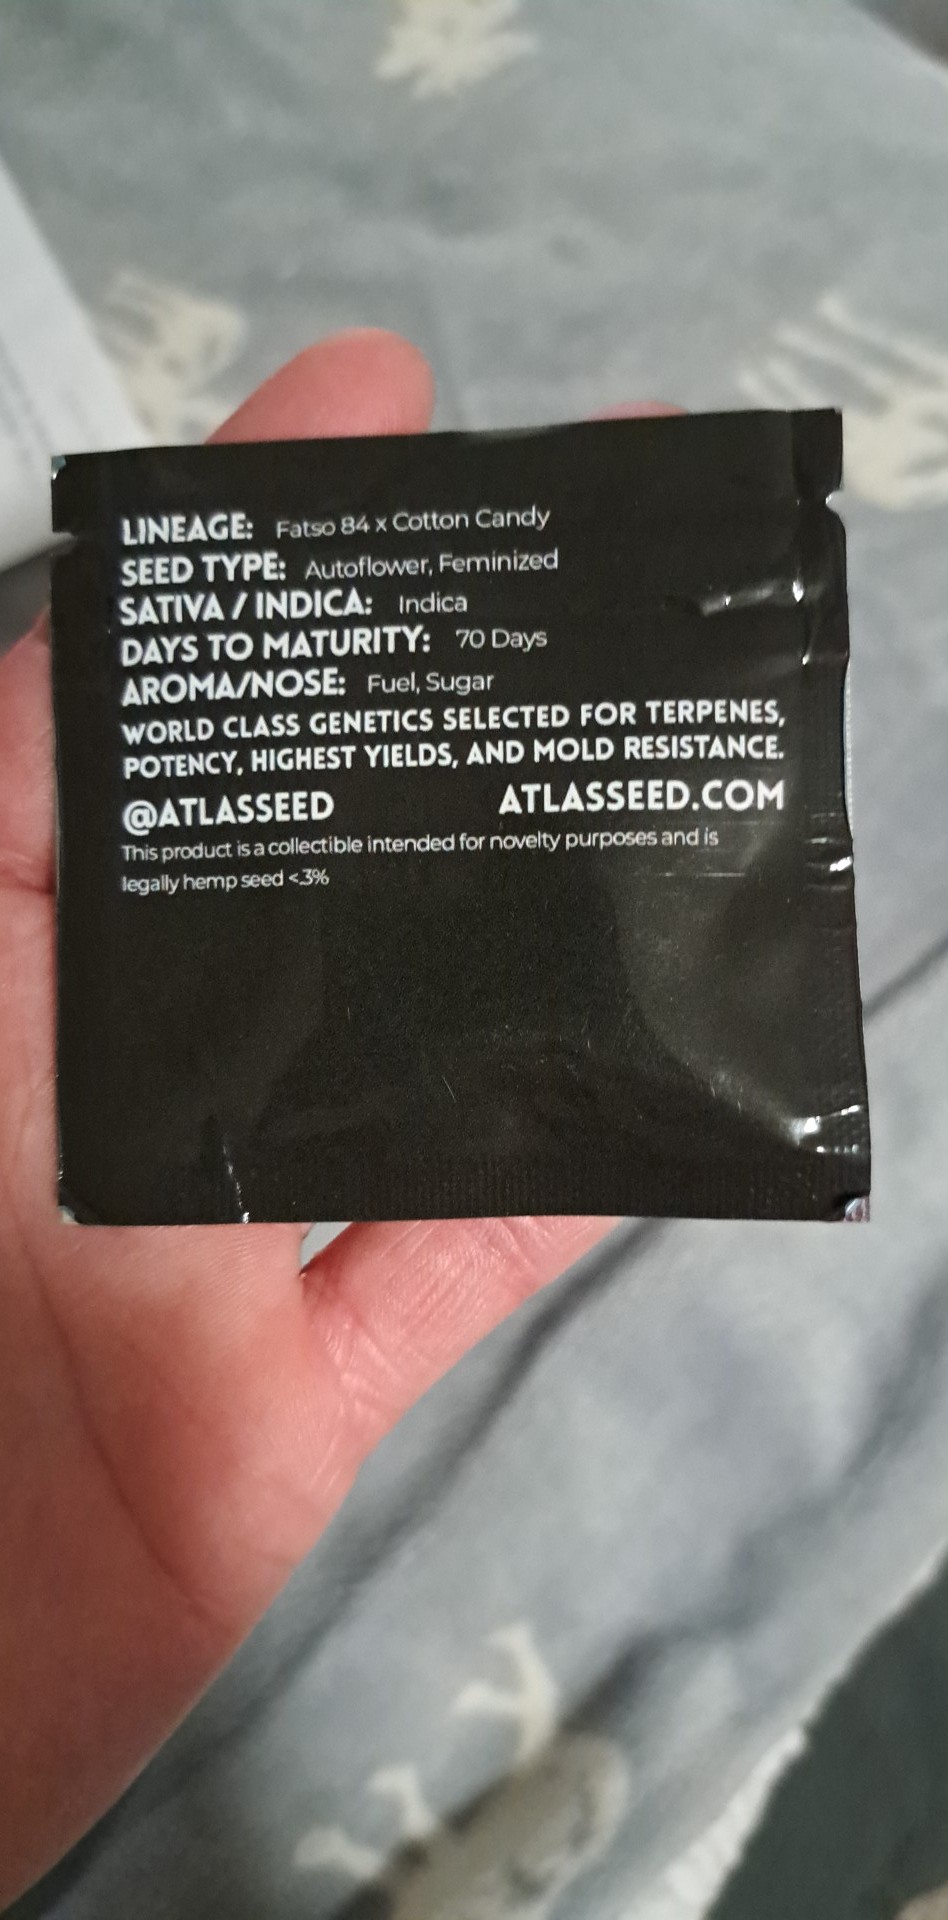 LINEAGE: Fatso 84 x Cotton Candy
SEED TYPE: Autoflower, Feminized
SATIVA / INDICA: Indica
DAYS TO MATURITY: 70 Days
AROMA/NOSE: Fuel, Sugar
WORLD CLASS GENETICS SELECTED FOR TERPENES,
POTENCY, HIGHEST YIELDS, AND MOLD RESISTANCE.
@ATLASSEED ATLASSEED.COM
This product is a collectible intended for novelty purposes and is
legally hemp seed <.3%